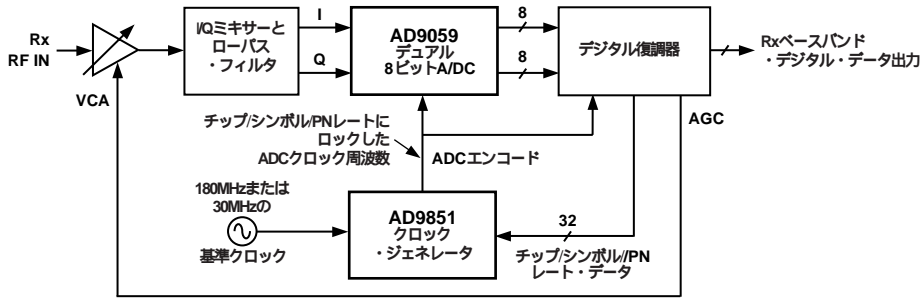 Rx
RF IN
VCA
I/Qミキサーと
ローパス
・フィルタ
I
Q
AD9059
デュアル
8ビットA/DC
8
8
デジタル復調器
Rxベースバンド
・デジタル・データ出力
AGC
チップ/シンボル/PNレートに
ロックした
ADCクロック周波数
ADCエンコード
180MHzまたは
30MHzの
基準クロック
AD9851
クロック
・ジェネレータ
32
チップ/シンボル//PN
レート・データ